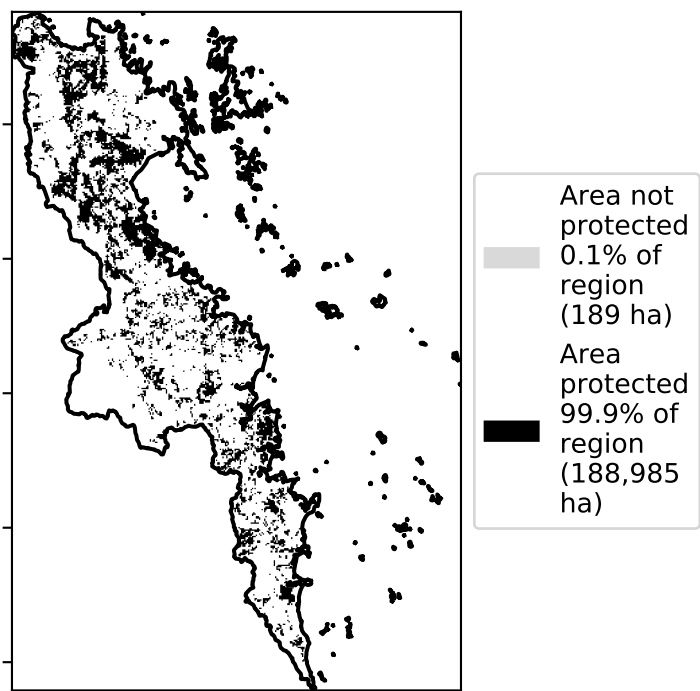 Area not
protected
0.1% of
region
(189 ha)
Area
protected
99.9% of
region
(188,985
ha)